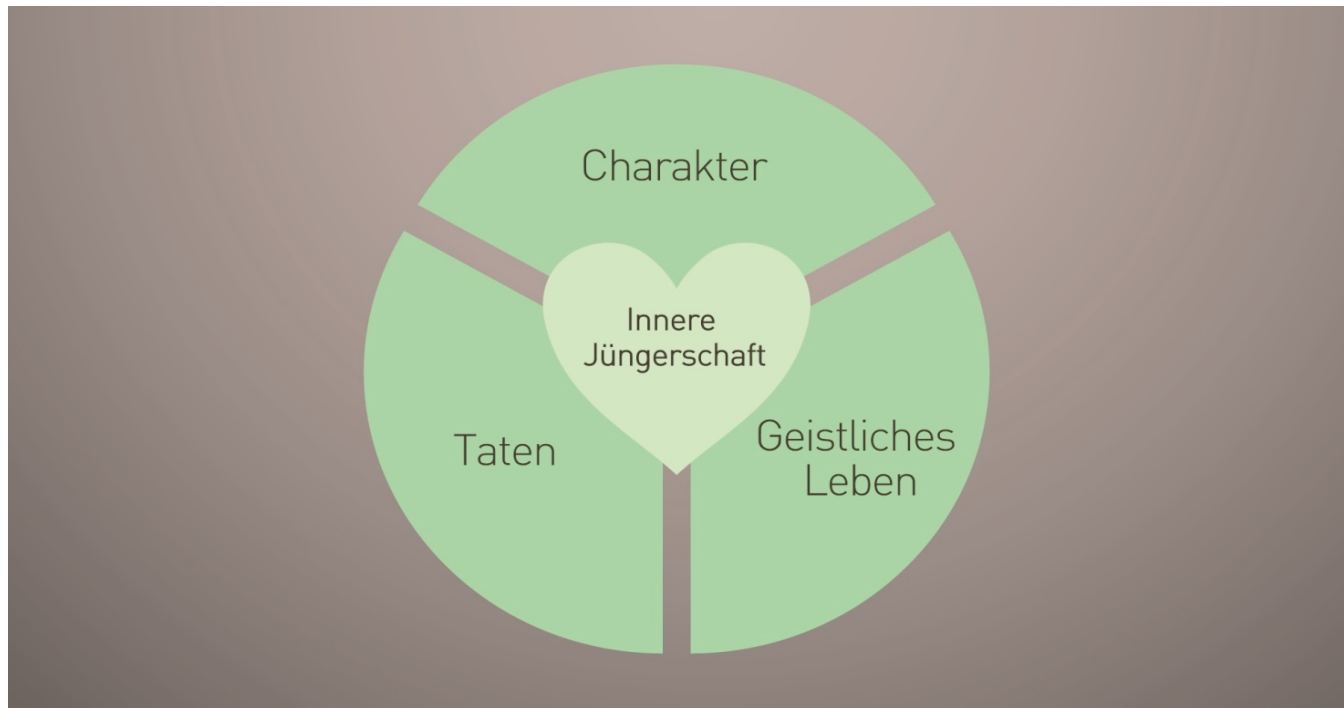 Charakter
Innere
Jüngerschaft
Taten
Geistliches
Leben